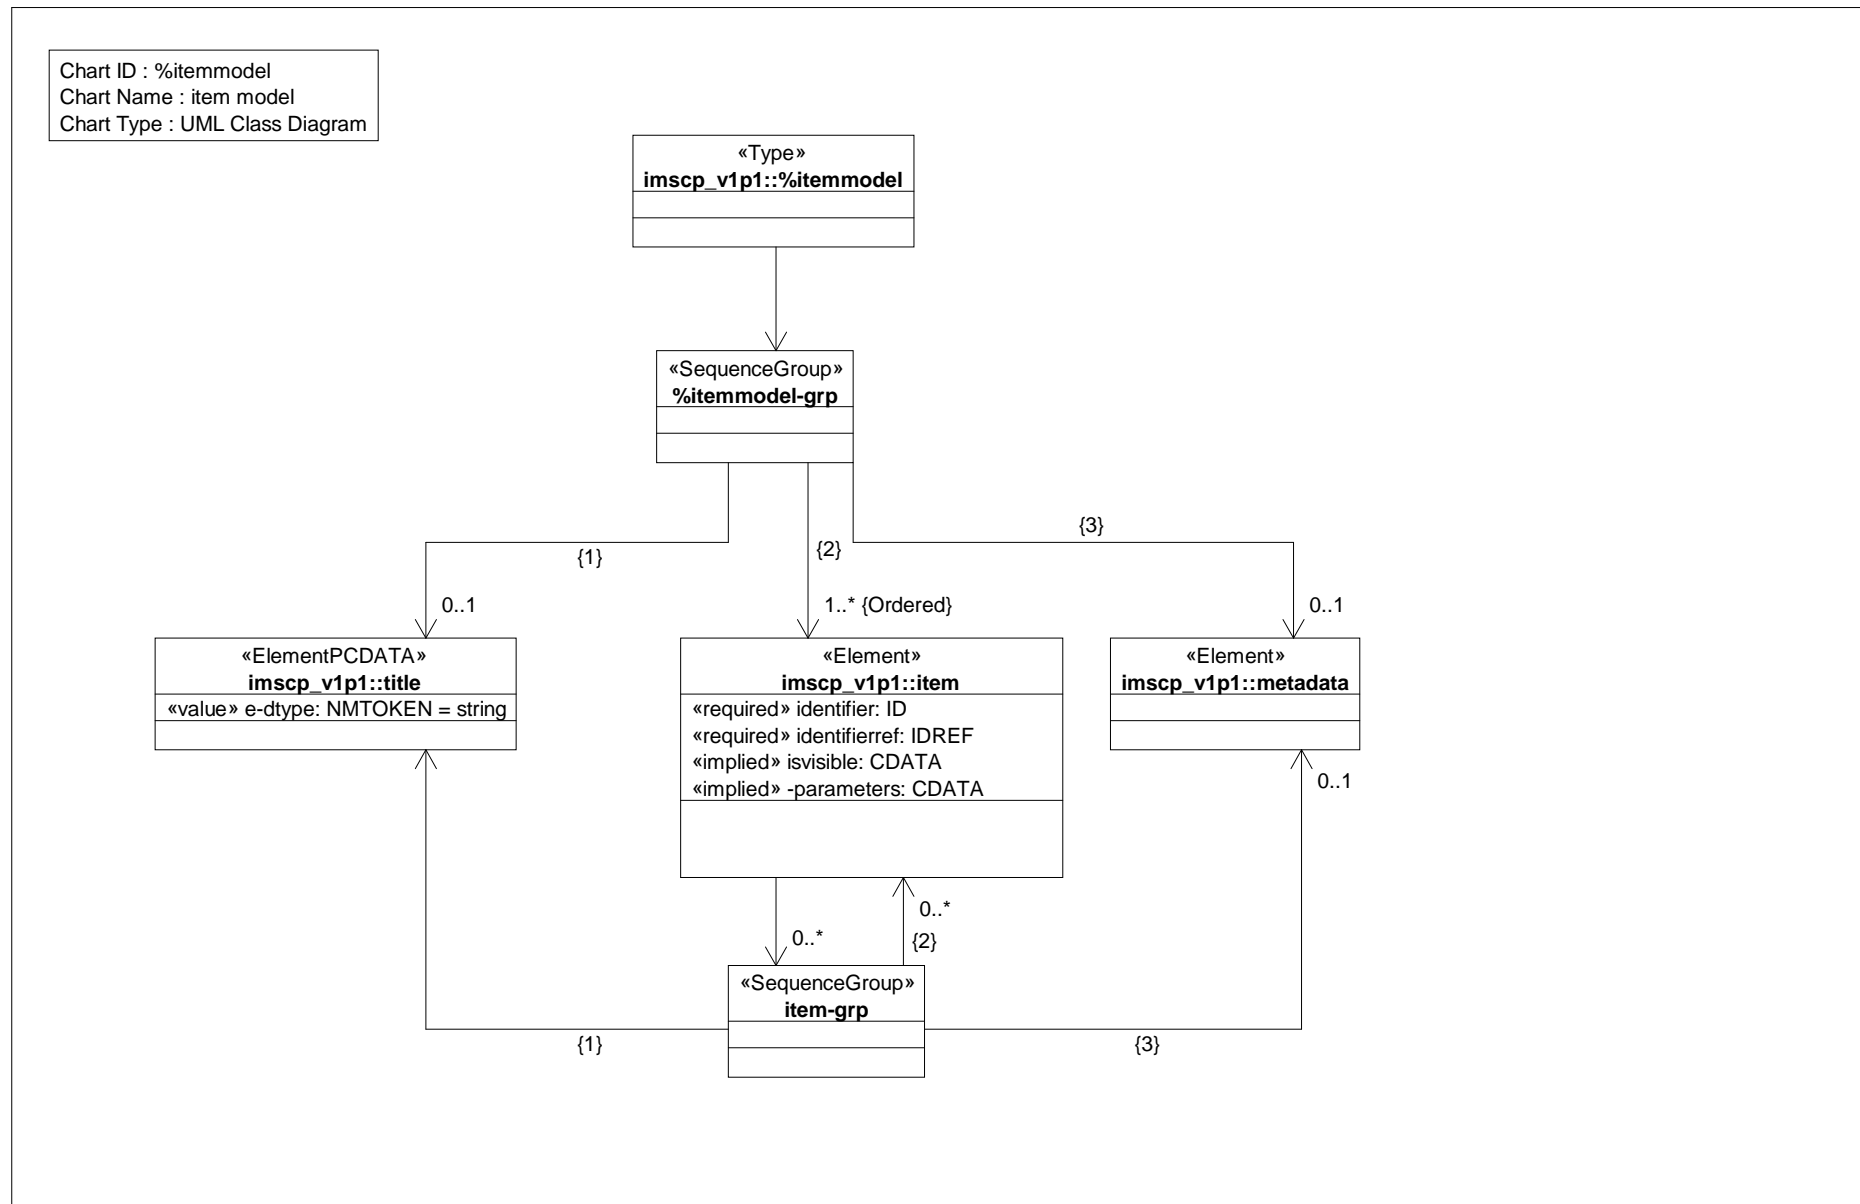 Chart ID : %itemmodel
Chart Name : item model
Chart Type : UML Class Diagram
«Type»
imscp_v1p1::%itemmodel
«SequenceGroup»
%itemmodel-grp
{1}
{2}
{3}
0..1
1..* {Ordered}
0..1
«ElementPCDATA»
imscp_v1p1::title
«value» e-dtype: NMTOKEN = string
«Element»
imscp_v1p1::item
«required» identifier: ID
«required» identifierref: IDREF
«implied» isvisible: CDATA
«implied» -parameters: CDATA
«Element»
imscp_v1p1::metadata
0..1
0..*
0..*
{2}
«SequenceGroup»
item-grp
{1}
{3}